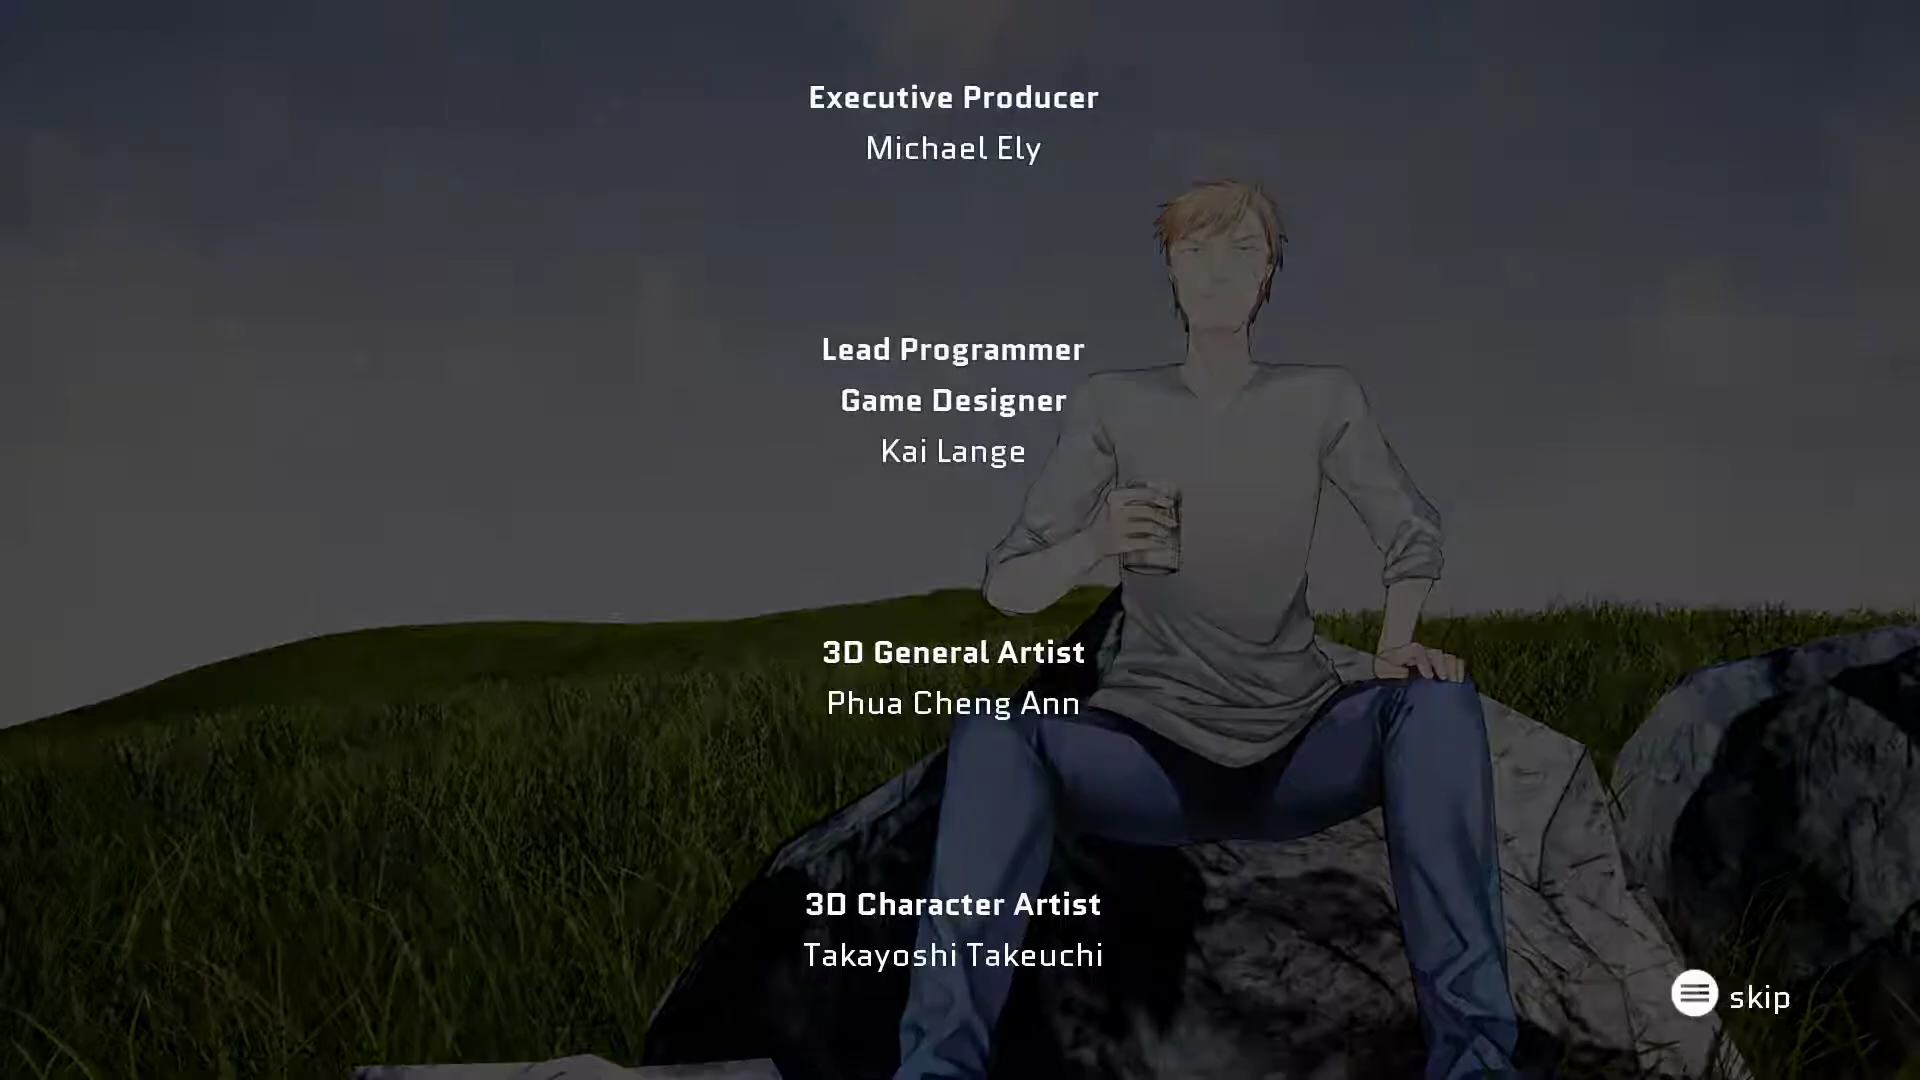 Executive Producer
Michael Ely
Lead Programmer
Game Designer
Kai Lange
3D General Artist
Phua Cheng Ann
3D Character Artist
Takayoshi Takeuchi
skip